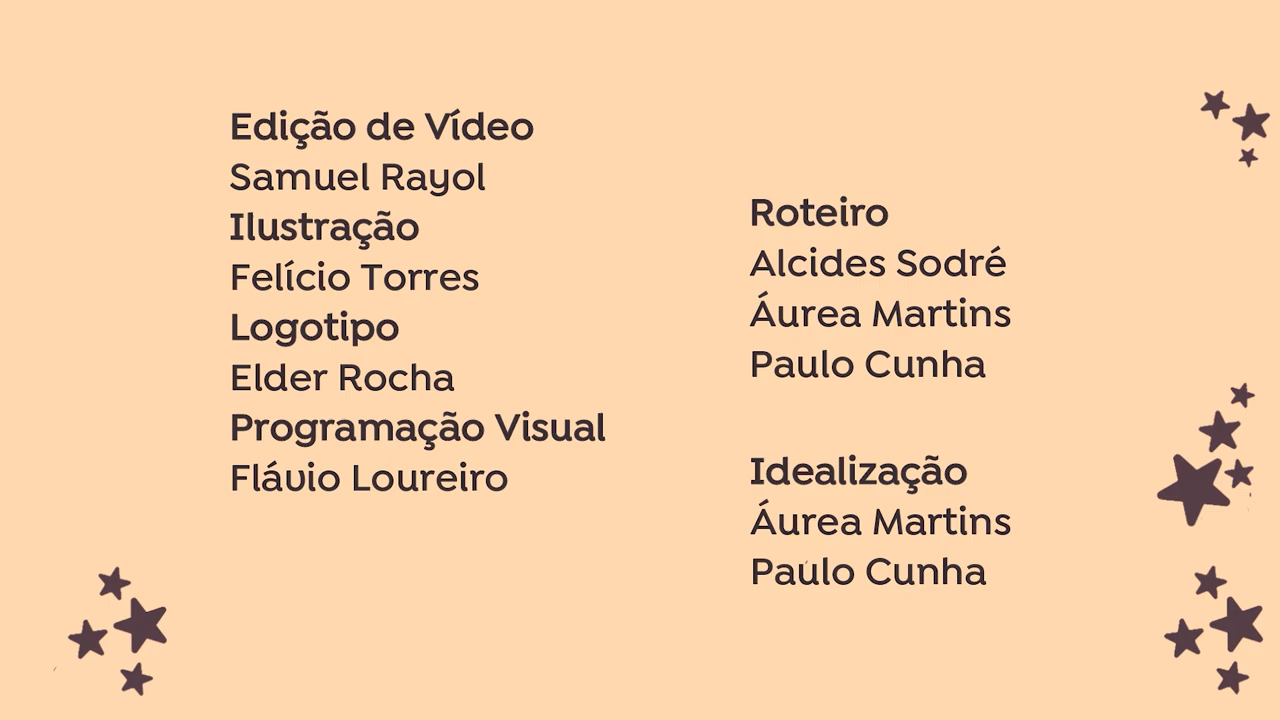 Edição de Vídeo
Samuel Rayol
Ilustração
Felício Torres
Logotipo
Elder Rocha
Programação Visual
Flávio Loureiro
Roteiro
Alcides Sodré
Áurea Martins
Paulo Cunha
Idealização
Áurea Martins
Paulo Cunha